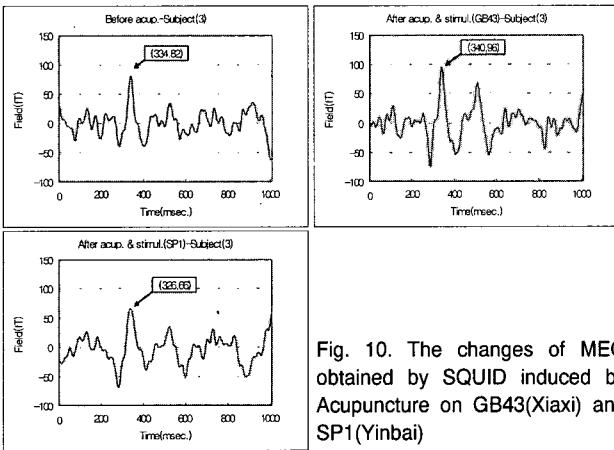 Before acup.-Subject(3)
(334,82)
150
100
50
0
-50
-100
Field(fT)
0 200 400 600 800 1000
Time(msec.)
After acup. & stimul.(GB43)-Subject(3)
(340,96)
150
100
50
0
-50
-100
Field(fT)
0 200 400 600 800 1000
Time(msec.)
After acup. & stimul.(SP1)-Subject(3)
(326,66)
150
100
50
0
-50
-100
Field(fT)
0 200 400 600 800 1000
Time(msec.)
Fig. 10. The changes of MEG
obtained by SQUID induced b
Acupuncture on GB43(Xiaxi) an
SP1(Yinbai)